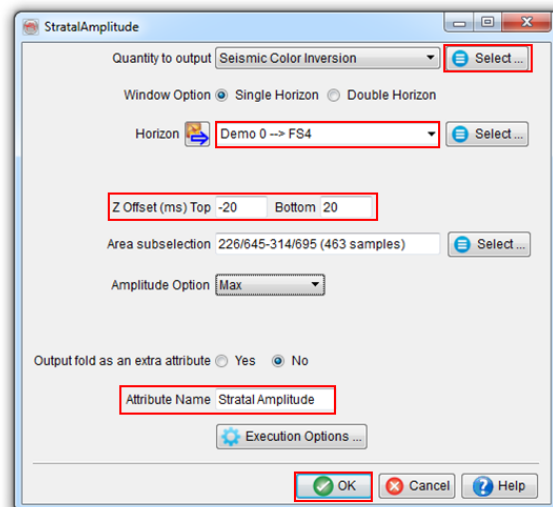 StratalAmplitude
Quantity to output Seismic Color Inversion Select ...
Window Option Single Horizon Double Horizon
Horizon Demo 0 --> FS4 Select ...
Z Offset (ms) Top -20 Bottom 20
Area subselection 226/645-314/695 (463 samples) Select ...
Amplitude Option Max
Output fold as an extra attribute Yes No
Attribute Name Stratal Amplitude
Execution Options ...
OK Cancel Help